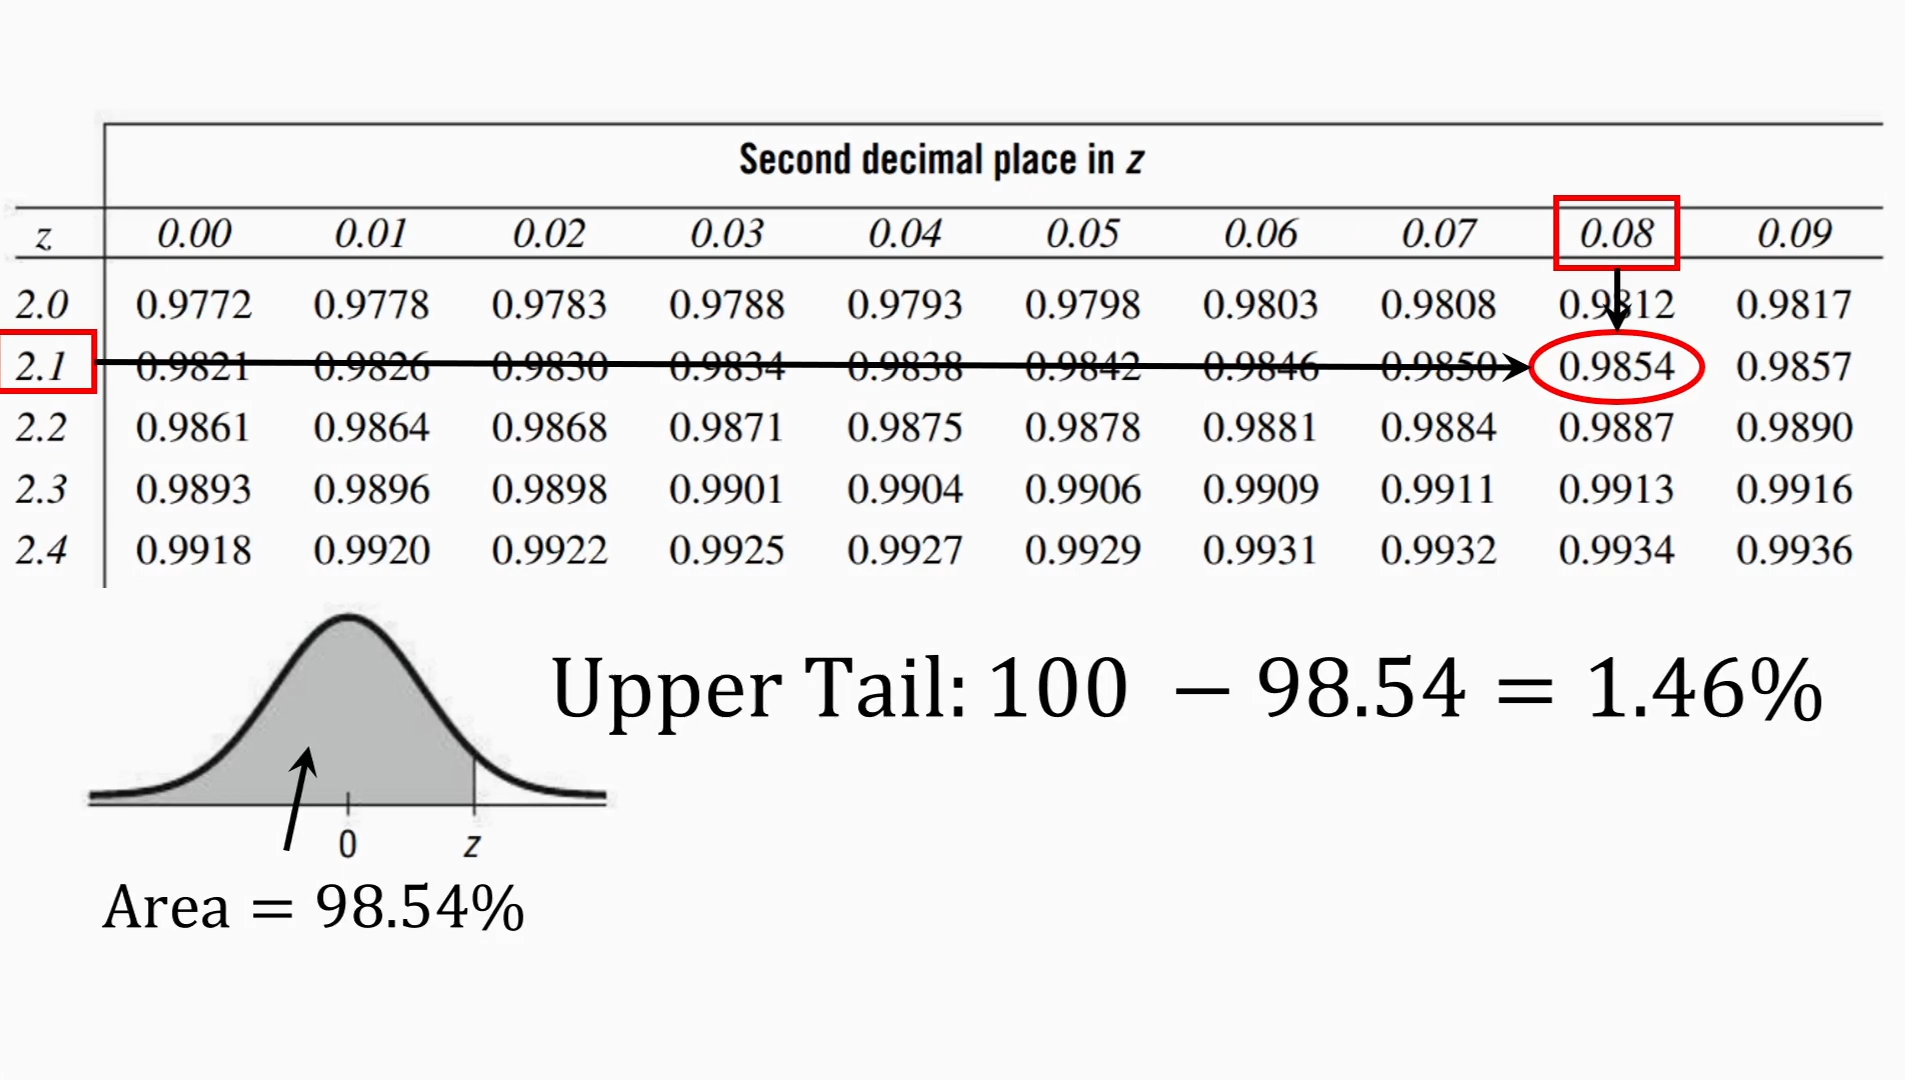 Second decimal place in z
z 0.00 0.01 0.02 0.03 0.04 0.05 0.06 0.07 0.08 0.09
2.0 0.9772 0.9778 0.9783 0.9788 0.9793 0.9798 0.9803 0.9808 0.9812 0.9817
2.1 0.9821 0.9826 0.9830 0.9834 0.9838 0.9842 0.9846 0.9850 0.9854 0.9857
2.2 0.9861 0.9864 0.9868 0.9871 0.9875 0.9878 0.9881 0.9884 0.9887 0.9890
2.3 0.9893 0.9896 0.9898 0.9901 0.9904 0.9906 0.9909 0.9911 0.9913 0.9916
2.4 0.9918 0.9920 0.9922 0.9925 0.9927 0.9929 0.9931 0.9932 0.9934 0.9936
Upper Tail: 100 − 98.54 = 1.46%
0 z
Area = 98.54%